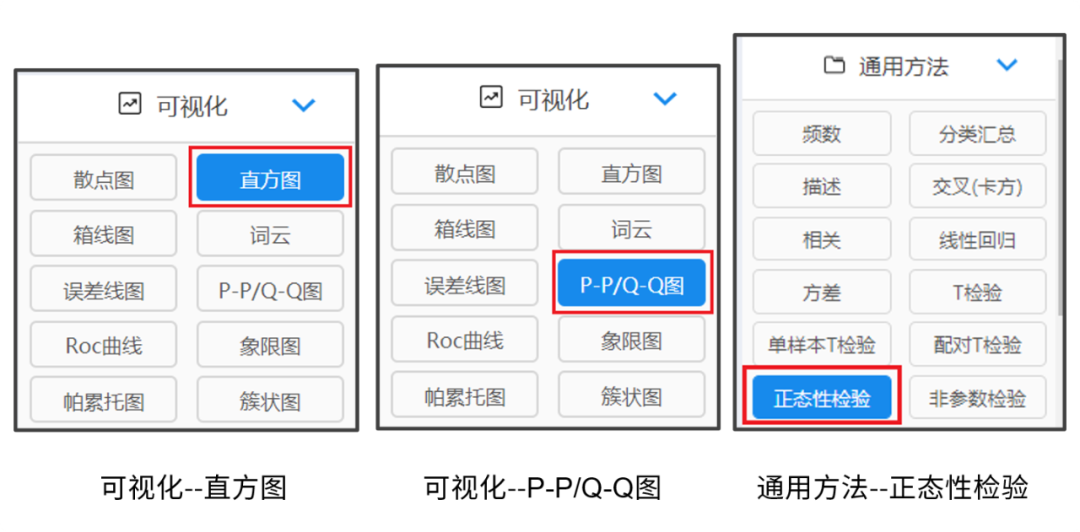 可视化
散点图
直方图
箱线图
词云
误差线图
P-P/Q-Q图
Roc曲线
象限图
帕累托图
簇状图
可视化--直方图
可视化
散点图
直方图
箱线图
词云
误差线图
P-P/Q-Q图
Roc曲线
象限图
帕累托图
簇状图
可视化--P-P/Q-Q图
通用方法
频数
分类汇总
描述
交叉(卡方)
相关
线性回归
方差
T检验
单样本T检验
配对T检验
正态性检验
非参数检验
通用方法--正态性检验